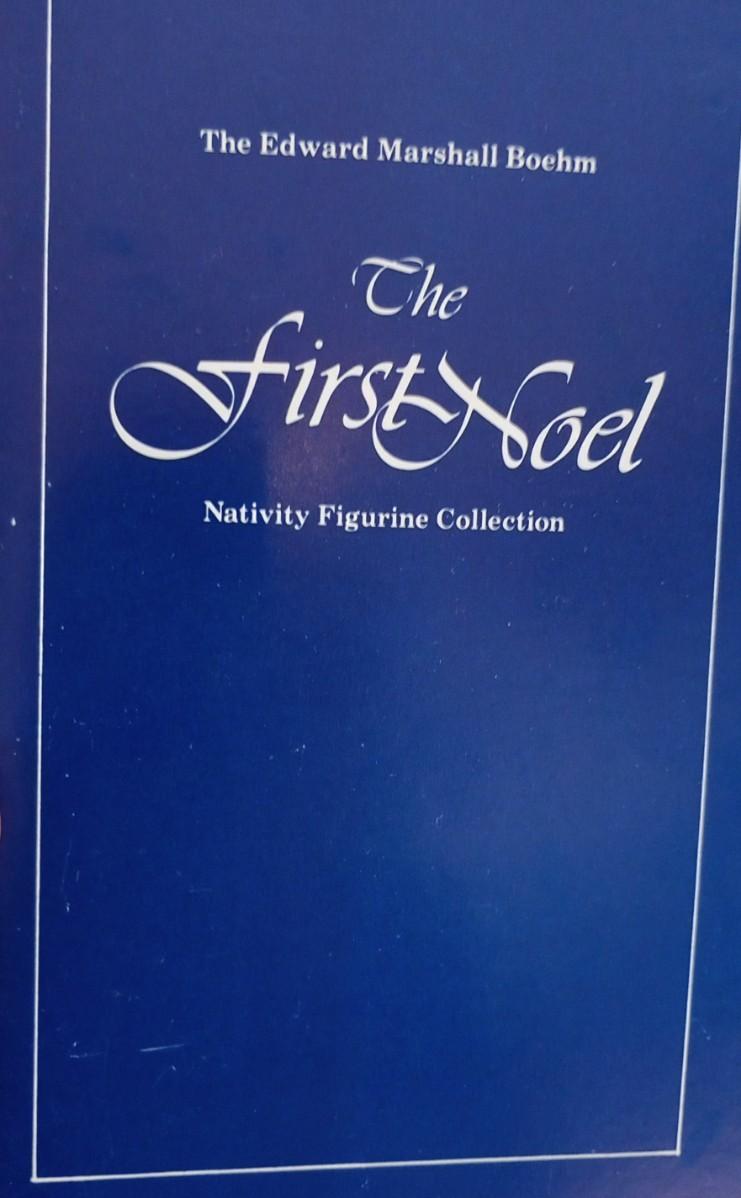 The Edward Marshall Boehm
The
First Noel
Nativity Figurine Collection